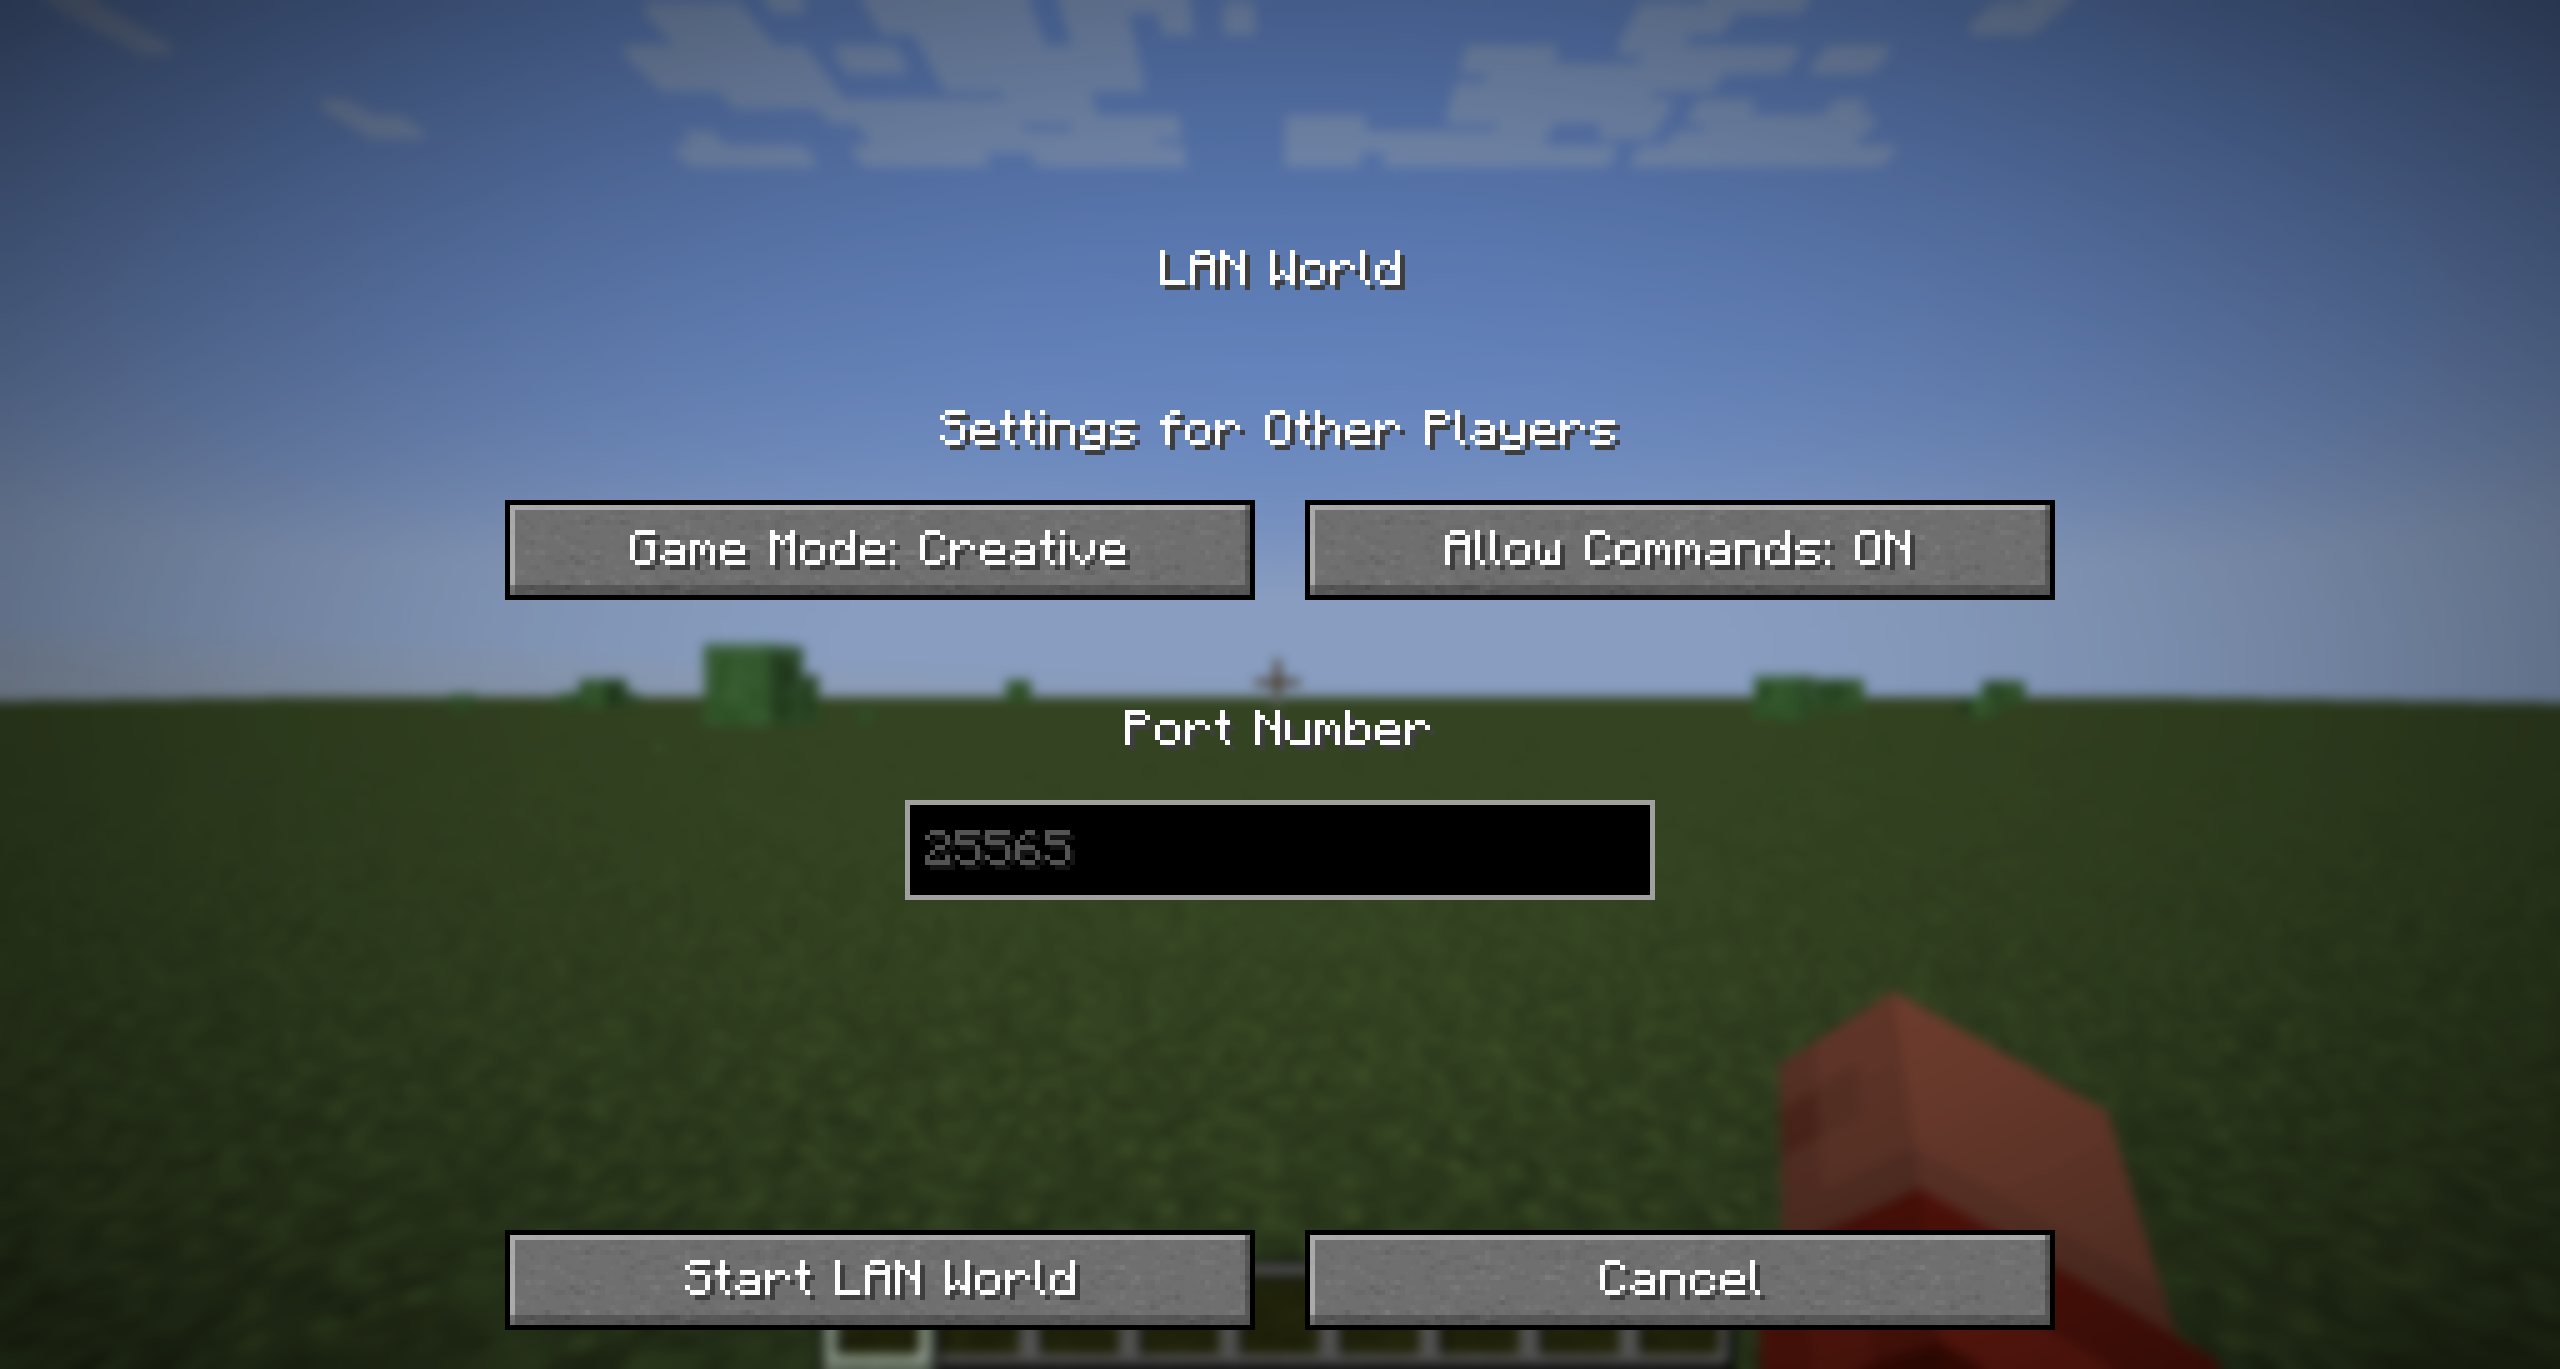 LAN World
Settings for Other Players
Game Mode: Creative
Allow Commands: ON
Port Number
25565
Start LAN World
Cancel